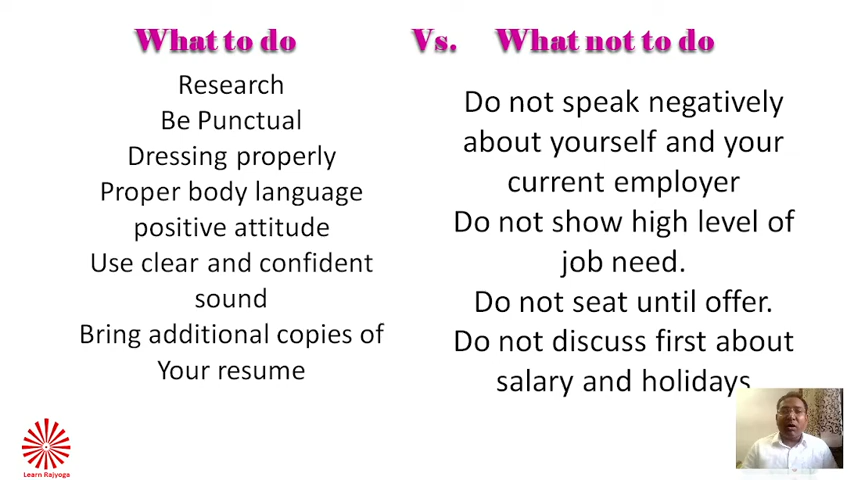 What to do Vs. What not to do
Research
Be Punctual
Dressing properly
Proper body language
positive attitude
Use clear and confident
sound
Bring additional copies of
Your resume
Do not speak negatively
about yourself and your
current employer
Do not show high level of
job need.
Do not seat until offer.
Do not discuss first about
salary and holidays
Learn Rajyoga